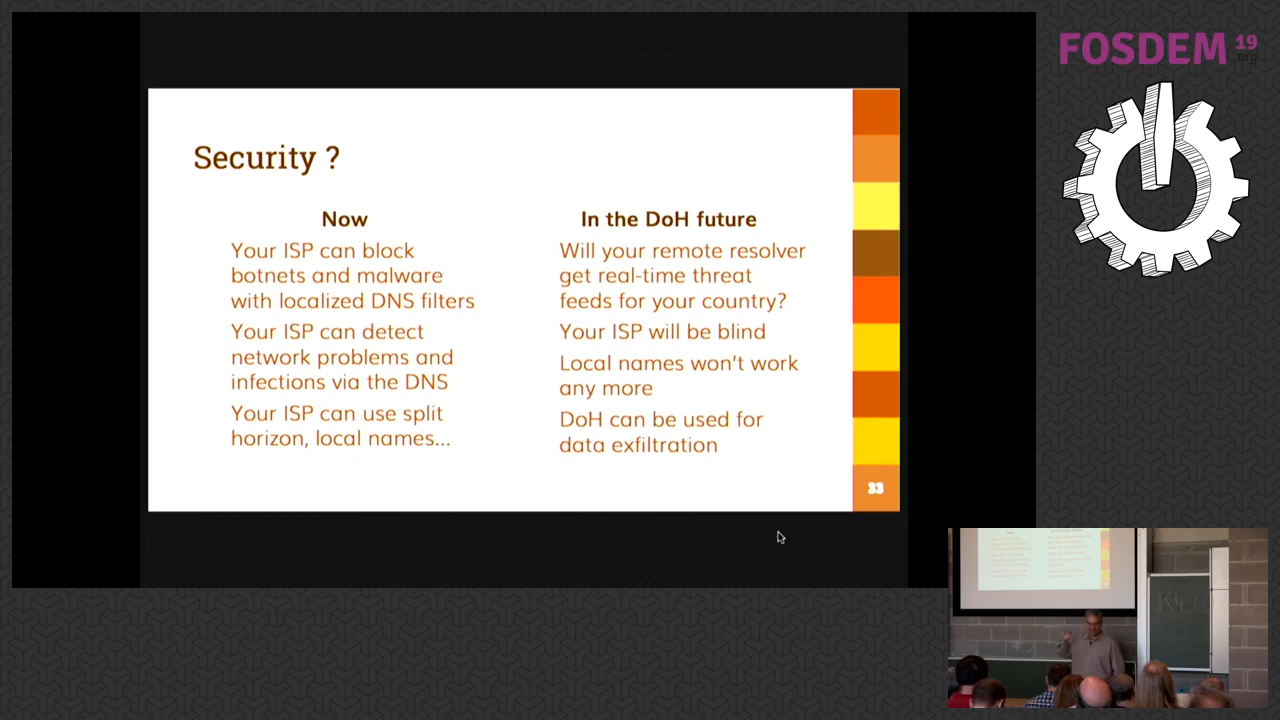 FOSDEM 19
.org
Security ?
Now
Your ISP can block
botnets and malware
with localized DNS filters
Your ISP can detect
network problems and
infections via the DNS
Your ISP can use split
horizon, local names...
In the DoH future
Will your remote resolver
get real-time threat
feeds for your country?
Your ISP will be blind
Local names won't work
any more
DoH can be used for
data exfiltration
33